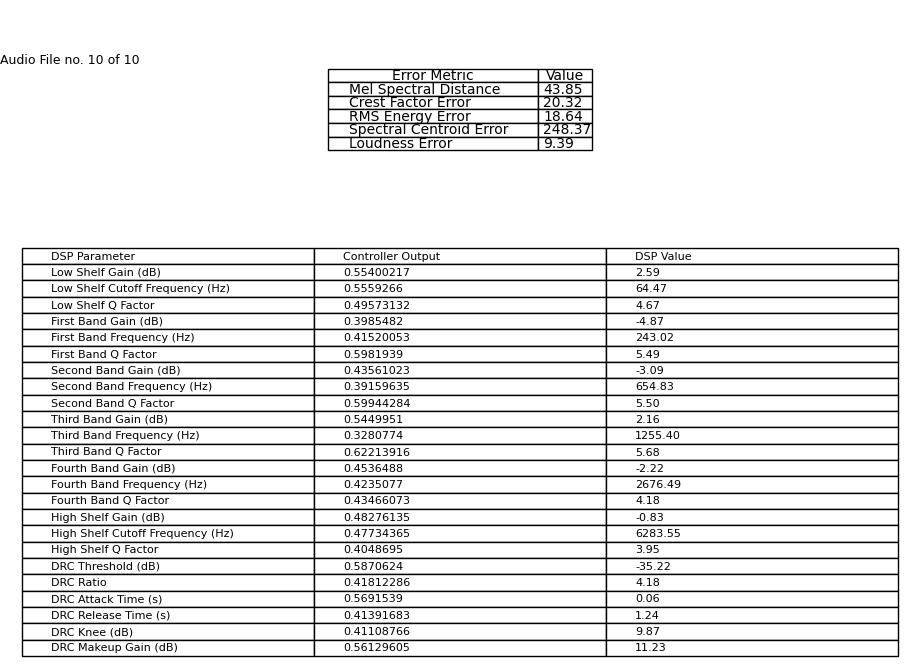 Audio File no. 10 of 10
Error Metric Value
Mel Spectral Distance 43.85
Crest Factor Error 20.32
RMS Energy Error 18.64
Spectral Centroid Error 248.37
Loudness Error 9.39
DSP Parameter Controller Output DSP Value
Low Shelf Gain (dB) 0.55400217 2.59
Low Shelf Cutoff Frequency (Hz) 0.5559266 64.47
Low Shelf Q Factor 0.49573132 4.67
First Band Gain (dB) 0.3985482 -4.87
First Band Frequency (Hz) 0.41520053 243.02
First Band Q Factor 0.5981939 5.49
Second Band Gain (dB) 0.43561023 -3.09
Second Band Frequency (Hz) 0.39159635 654.83
Second Band Q Factor 0.59944284 5.50
Third Band Gain (dB) 0.5449951 2.16
Third Band Frequency (Hz) 0.3280774 1255.40
Third Band Q Factor 0.62213916 5.68
Fourth Band Gain (dB) 0.4536488 -2.22
Fourth Band Frequency (Hz) 0.4235077 2676.49
Fourth Band Q Factor 0.43466073 4.18
High Shelf Gain (dB) 0.48276135 -0.83
High Shelf Cutoff Frequency (Hz) 0.47734365 6283.55
High Shelf Q Factor 0.4048695 3.95
DRC Threshold (dB) 0.5870624 -35.22
DRC Ratio 0.41812286 4.18
DRC Attack Time (s) 0.5691539 0.06
DRC Release Time (s) 0.41391683 1.24
DRC Knee (dB) 0.41108766 9.87
DRC Makeup Gain (dB) 0.56129605 11.23